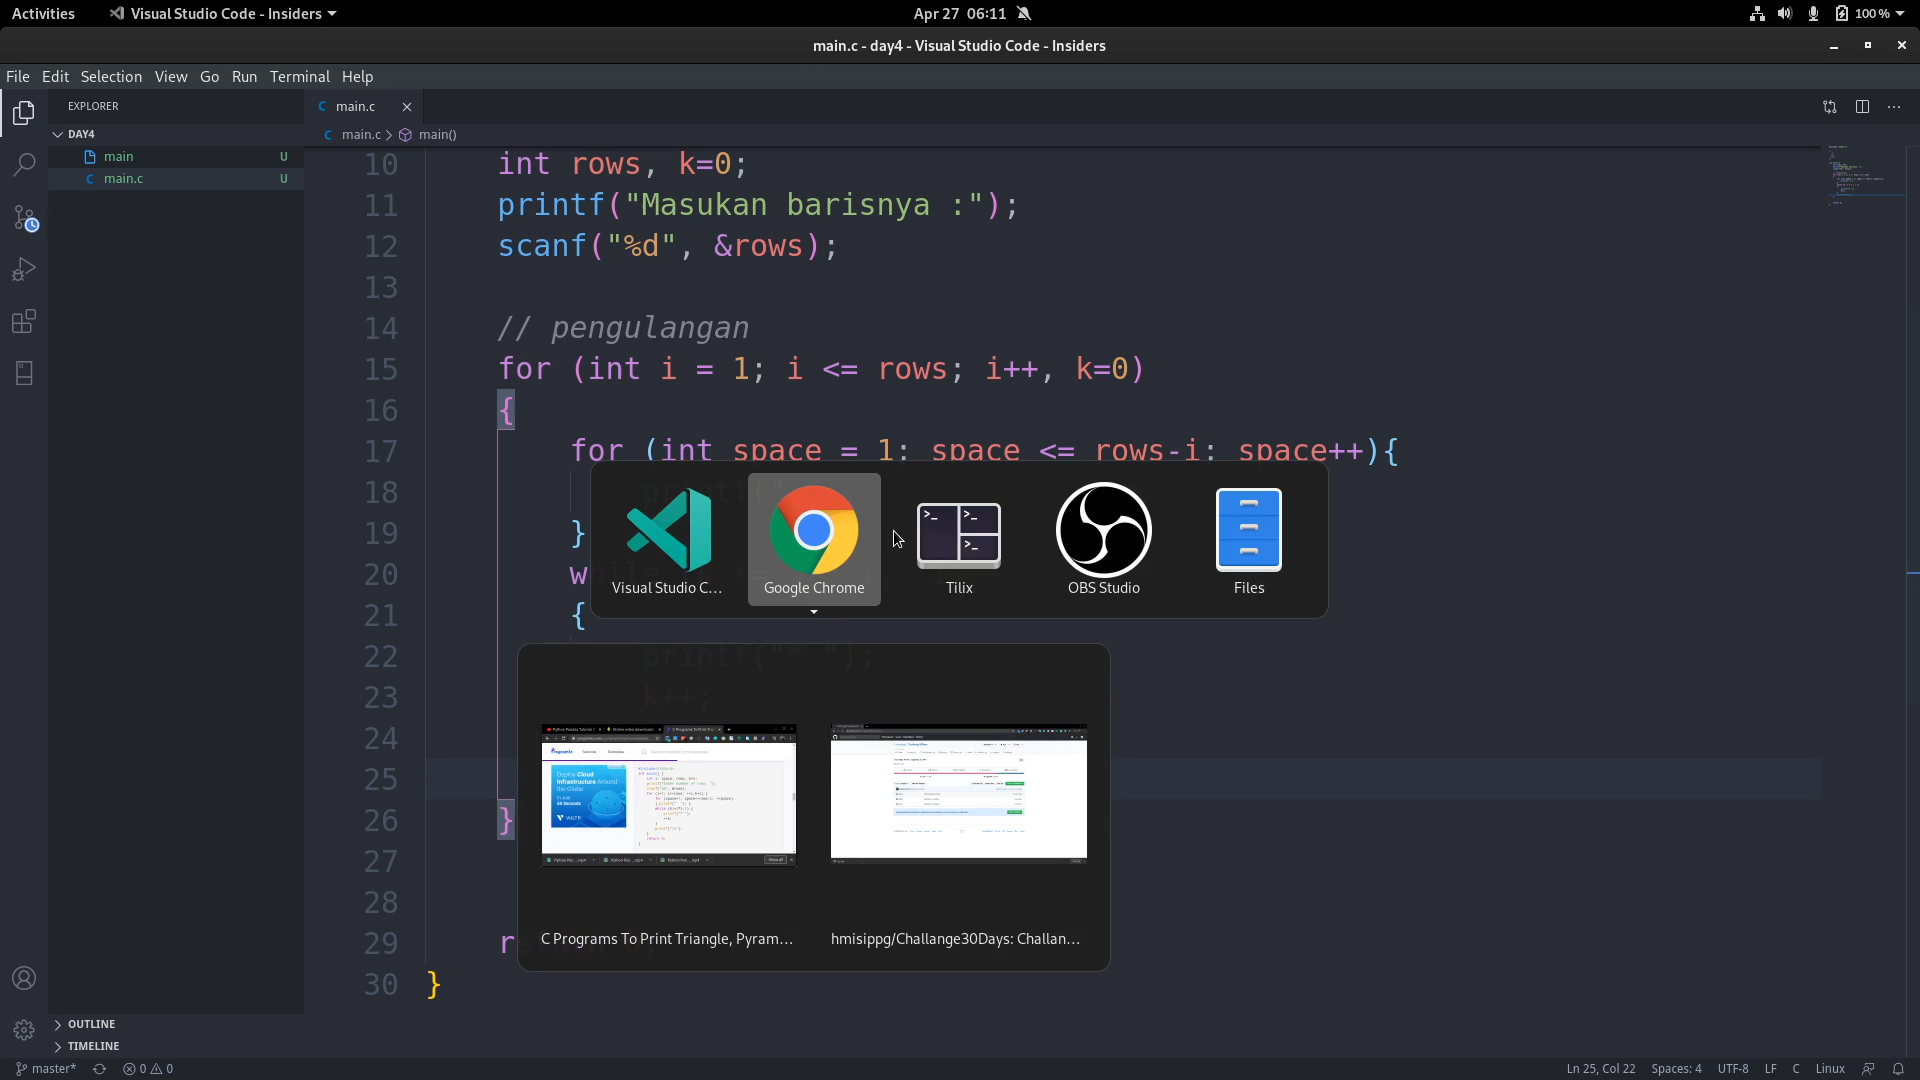 Activities
Visual Studio Code - Insiders
Apr 27 06:11
100 %
main.c - day4 - Visual Studio Code - Insiders
File Edit Selection View Go Run Terminal Help
EXPLORER
C main.c
DAY4
C main.c > main()
main U
C main.c U
10 int rows, k=0;
11 printf("Masukan barisnya :");
12 scanf("%d", &rows);
13
14 // pengulangan
15 for (int i = 1; i <= rows; i++, k=0)
16 {
17 for (int space = 1; space <= rows-i; space++){
18
19 }
20
21 {
22 printf("* ");
23 k++;
24
25
26 }
27
28
29
30 }
Visual Studio C...
Google Chrome
Tilix
OBS Studio
Files
C Programs To Print Triangle, Pyram...
hmisippg/Challange30Days: Challan...
OUTLINE
TIMELINE
master* 0 0
Ln 25, Col 22 Spaces: 4 UTF-8 LF C Linux